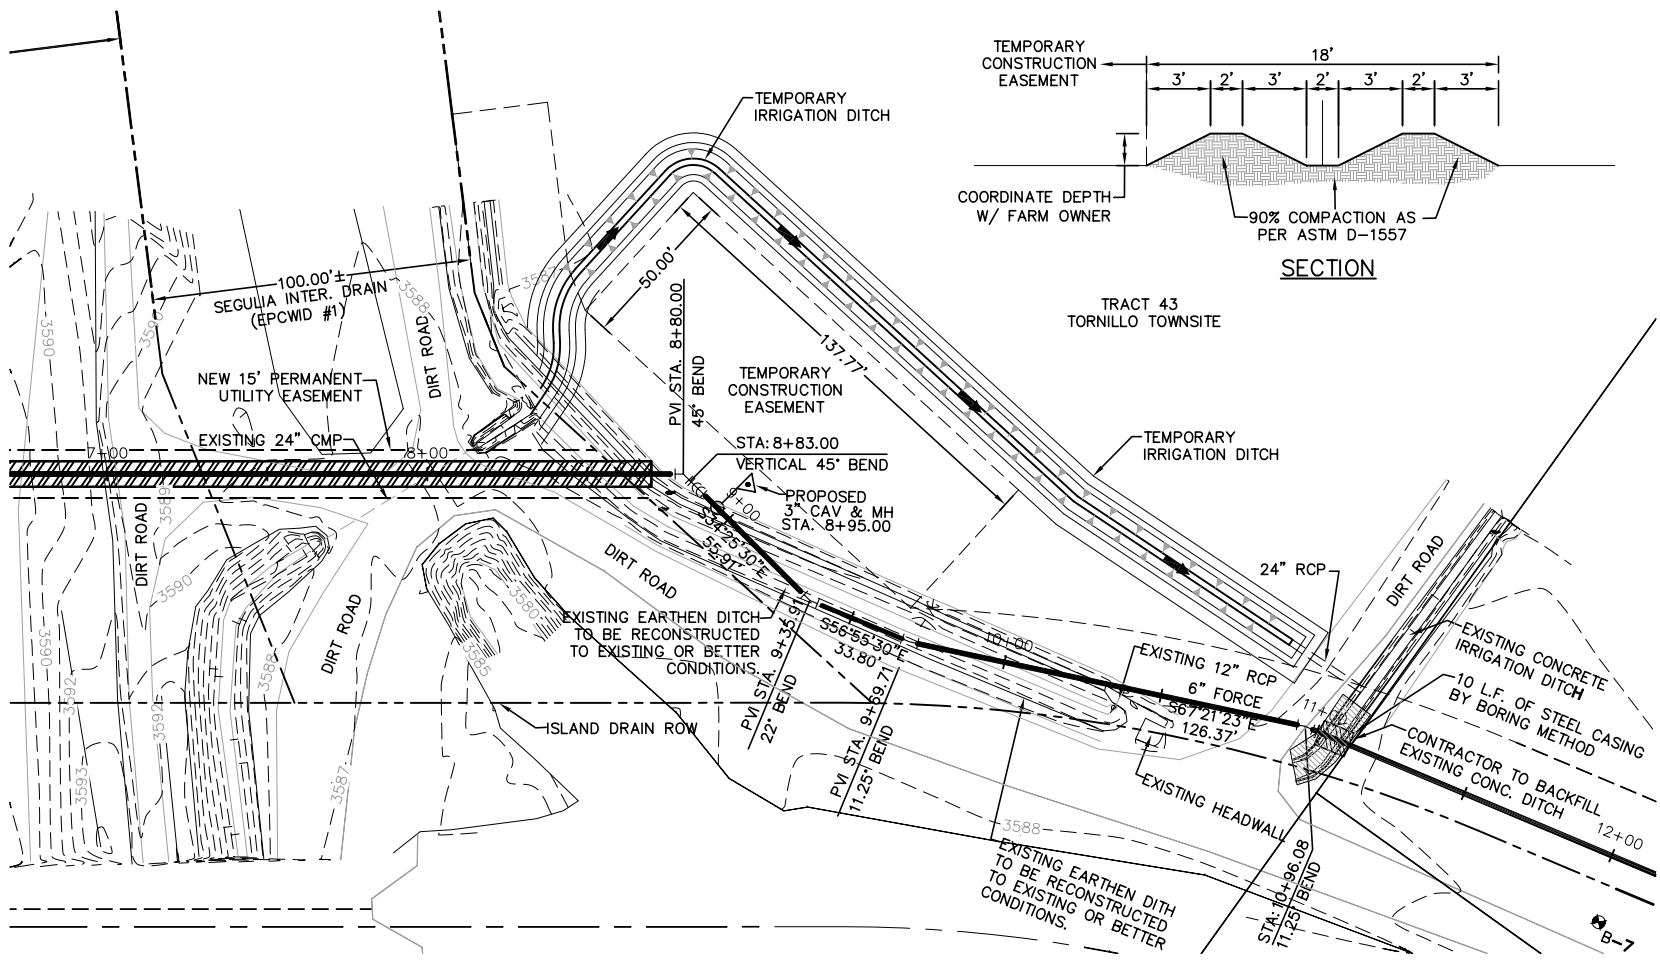 TEMPORARY
CONSTRUCTION
EASEMENT
18'
3'
2'
3'
2'
3'
2'
3'
COORDINATE DEPTH
W/ FARM OWNER
90% COMPACTION AS
PER ASTM D-1557
SECTION
TEMPORARY
IRRIGATION DITCH
TRACT 43
TORNILLO TOWNSITE
100.00'±
SEGULIA INTER. DRAIN
(EPCWID #1)
3590
3590
3588
3587
50.00'
137.77'
DIRT ROAD
PVI STA. 8+80.00
45° BEND
NEW 15' PERMANENT
UTILITY EASEMENT
EXISTING 24" CMP
7+00
8+00
TEMPORARY
CONSTRUCTION
EASEMENT
STA: 8+83.00
VERTICAL 45° BEND
PROPOSED
3" CAV & MH
STA. 8+95.00
9+00
S34°25'30"E
55.91'
TEMPORARY
IRRIGATION DITCH
24" RCP
DIRT ROAD
DIRT ROAD
3589
3590
3590
DIRT ROAD
3588
3592
3592
3593
3587
3580
3585
DIRT ROAD
EXISTING EARTHEN DITCH
TO BE RECONSTRUCTED
TO EXISTING OR BETTER
CONDITIONS.
ISLAND DRAIN ROW
PVI STA. 9+35.91
22° BEND
S56°55'30"E
33.80'
PVI STA. 9+69.71
11.25° BEND
10+00
EXISTING 12" RCP
6" FORCE
S67°21'23"E
126.37'
11+00
EXISTING CONCRETE
IRRIGATION DITCH
10 L.F. OF STEEL CASING
BY BORING METHOD
CONTRACTOR TO BACKFILL
EXISTING CONC. DITCH
12+00
EXISTING HEADWALL
3588
EXISTING EARTHEN DITH
TO BE RECONSTRUCTED
TO EXISTING OR BETTER
CONDITIONS.
STA: 10+96.08
11.25° BEND
B-7